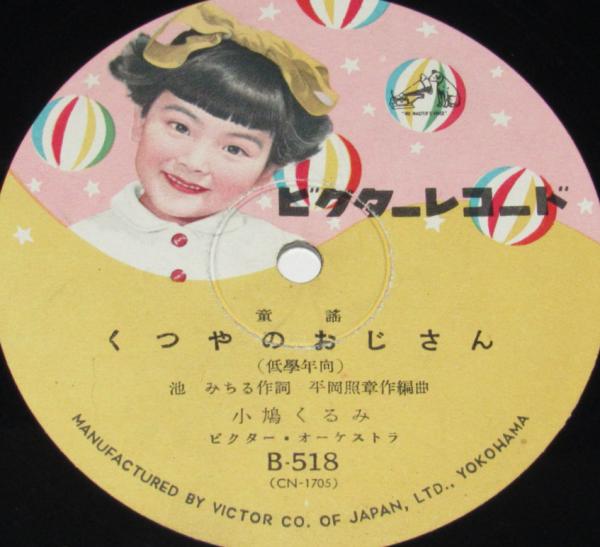 "HIS MASTER'S VOICE"
ビクターレコード
童謡
くつやのおじさん
(低學年向)
池 みちる作詞 平岡照章作編曲
小鳩くるみ
ビクター・オーケストラ
B-518
(CN-1705)
MANUFACTURED BY VICTOR CO. OF JAPAN, LTD., YOKOHAMA